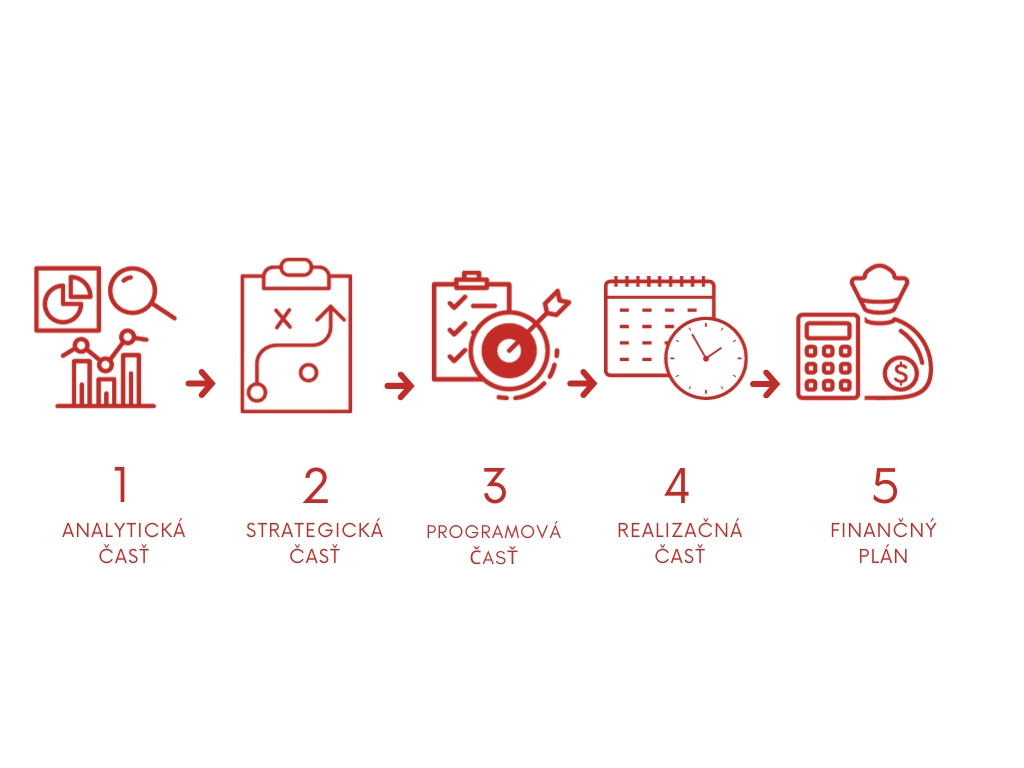 $
1
ANALYTICKÁ
ČASŤ
2
STRATEGICKÁ
ČASŤ
3
PROGRAMOVÁ
ČASŤ
4
REALIZAČNÁ
ČASŤ
5
FINANČNÝ
PLÁN